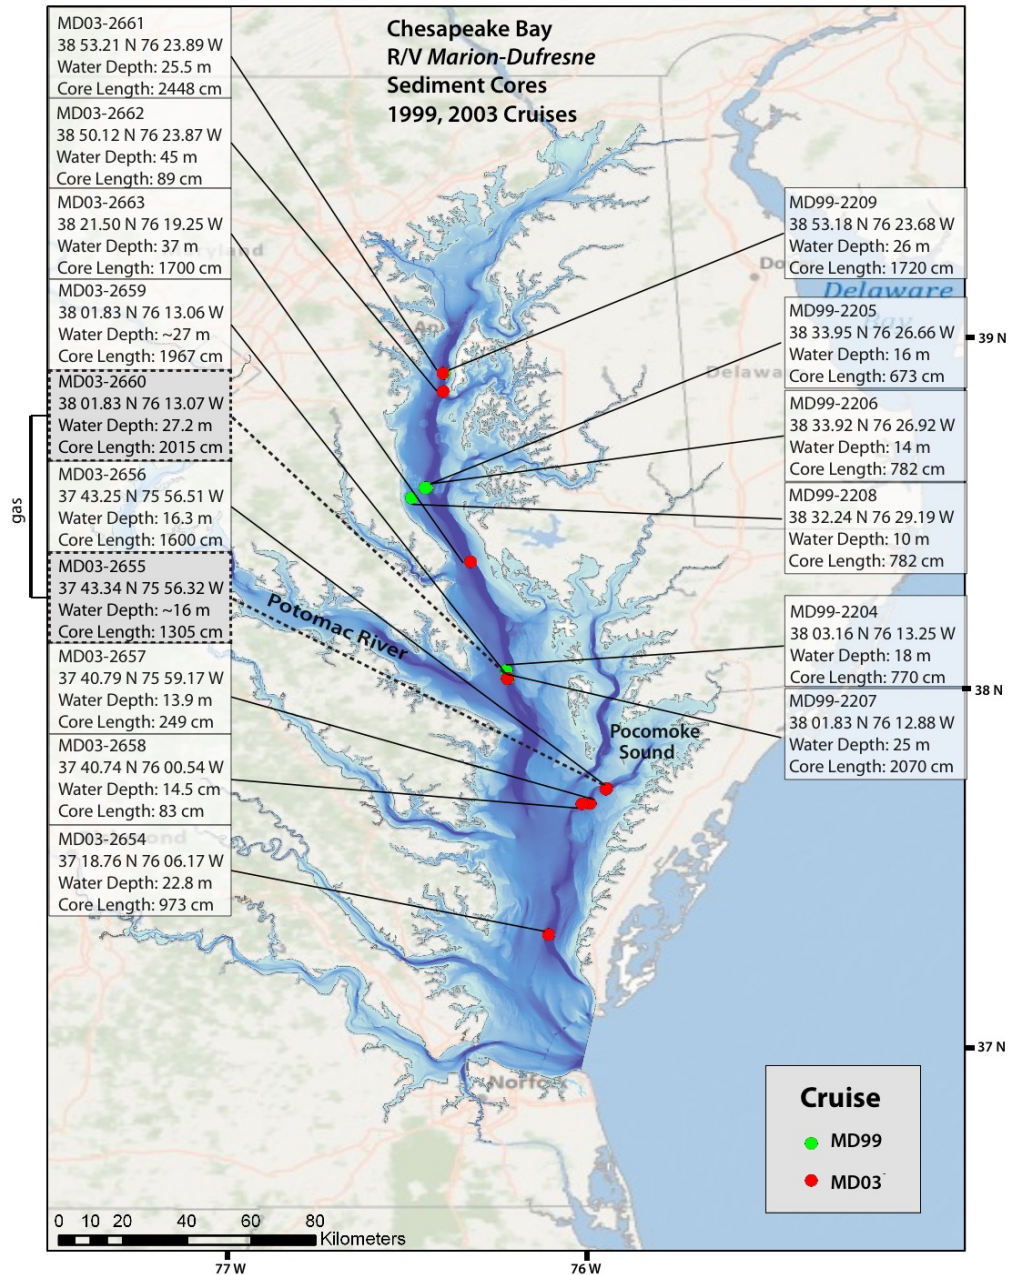 Chesapeake Bay
R/V Marion-Dufresne
Sediment Cores
1999, 2003 Cruises
MD03-2661
38 53.21 N 76 23.89 W
Water Depth: 25.5 m
Core Length: 2448 cm
MD03-2662
38 50.12 N 76 23.87 W
Water Depth: 45 m
Core Length: 89 cm
MD03-2663
38 21.50 N 76 19.25 W
Water Depth: 37 m
Core Length: 1700 cm
MD03-2659
38 01.83 N 76 13.06 W
Water Depth: ~27 m
Core Length: 1967 cm
MD03-2660
38 01.83 N 76 13.07 W
Water Depth: 27.2 m
Core Length: 2015 cm
MD03-2656
37 43.25 N 75 56.51 W
Water Depth: 16.3 m
Core Length: 1600 cm
MD03-2655
37 43.34 N 75 56.32 W
Water Depth: ~16 m
Core Length: 1305 cm
MD03-2657
37 40.79 N 75 59.17 W
Water Depth: 13.9 m
Core Length: 249 cm
MD03-2658
37 40.74 N 76 00.54 W
Water Depth: 14.5 cm
Core Length: 83 cm
MD03-2654
37 18.76 N 76 06.17 W
Water Depth: 22.8 m
Core Length: 973 cm
gas
MD99-2209
38 53.18 N 76 23.68 W
Water Depth: 26 m
Core Length: 1720 cm
Delaware
Bay
MD99-2205
38 33.95 N 76 26.66 W
Water Depth: 16 m
Core Length: 673 cm
MD99-2206
38 33.92 N 76 26.92 W
Water Depth: 14 m
Core Length: 782 cm
MD99-2208
38 32.24 N 76 29.19 W
Water Depth: 10 m
Core Length: 782 cm
MD99-2204
38 03.16 N 76 13.25 W
Water Depth: 18 m
Core Length: 770 cm
MD99-2207
38 01.83 N 76 12.88 W
Water Depth: 25 m
Core Length: 2070 cm
39 N
38 N
37 N
Potomac River
Pocomoke
Sound
Norfolk
Cruise
MD99
MD03
0 10 20 40 60 80
Kilometers
77 W
76 W